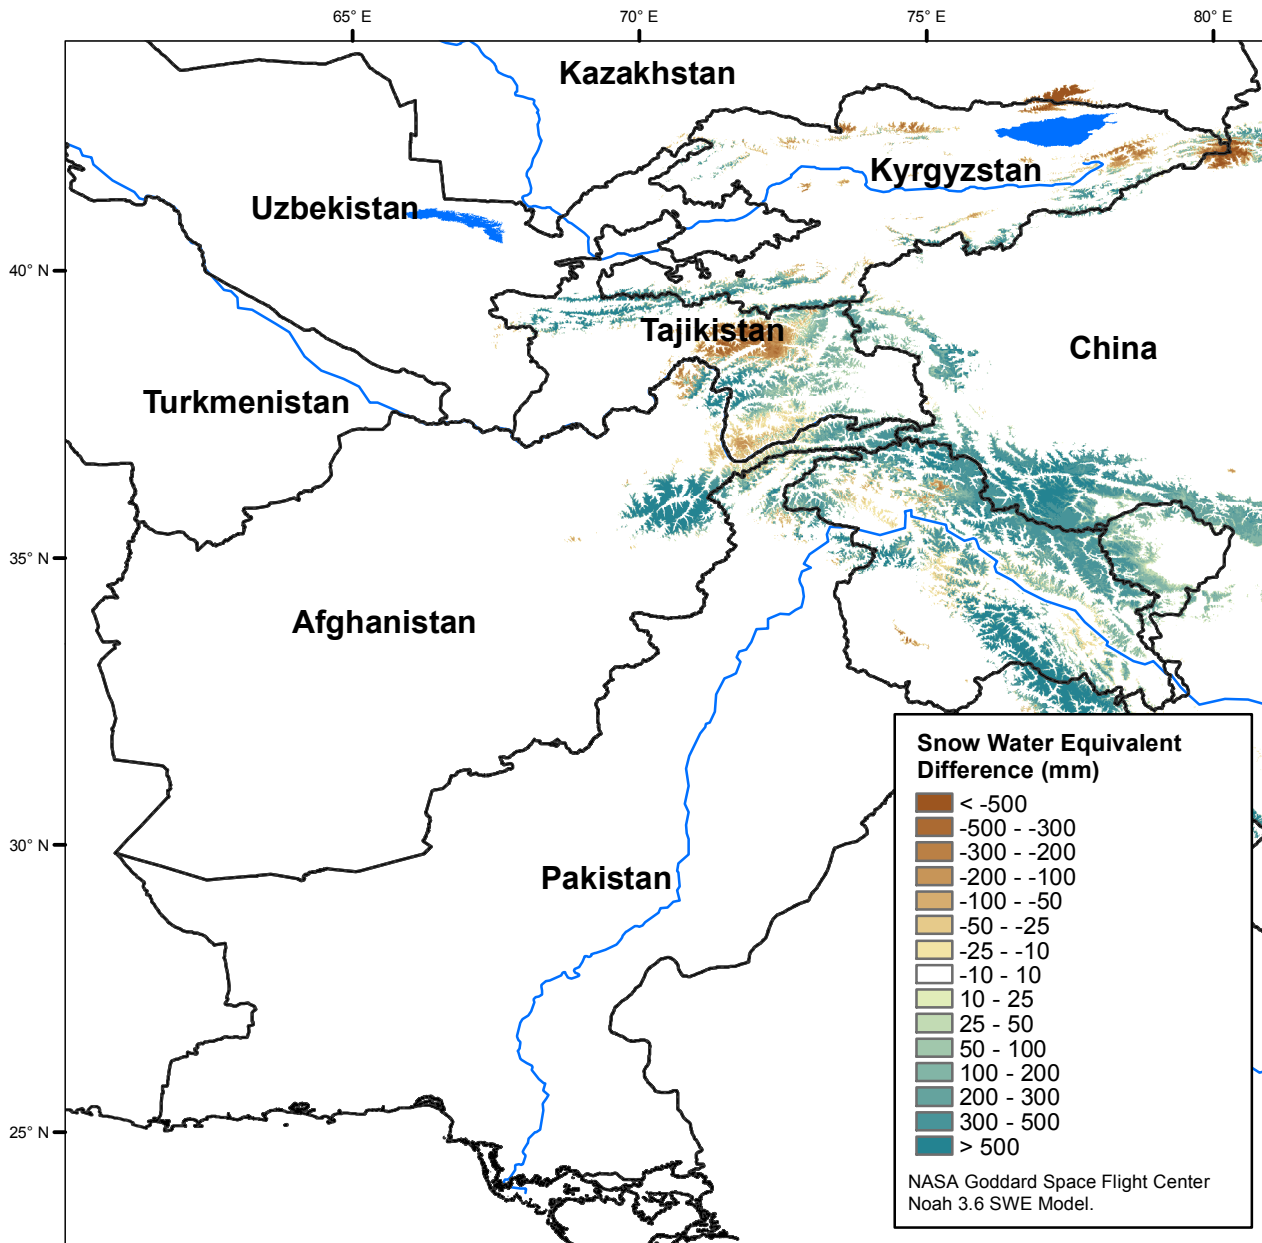 65° E
70° E
75° E
80° E
Kazakhstan
Kyrgyzstan
Uzbekistan
40° N
Tajikistan
China
Turkmenistan
35° N
Afghanistan
30° N
Pakistan
25° N
Snow Water Equivalent
Difference (mm)
< -500
-500 - -300
-300 - -200
-200 - -100
-100 - -50
-50 - -25
-25 - -10
-10 - 10
10 - 25
25 - 50
50 - 100
100 - 200
200 - 300
300 - 500
> 500
NASA Goddard Space Flight Center
Noah 3.6 SWE Model.